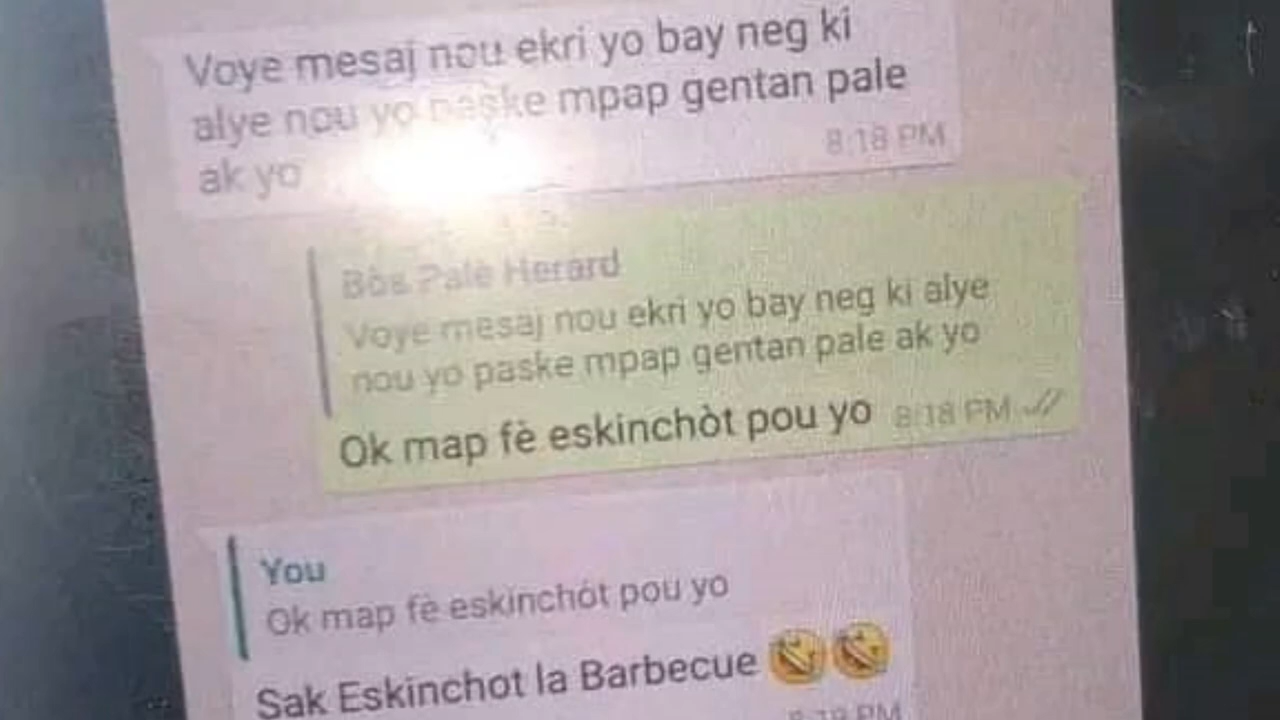 Voye mesaj nou ekri yo bay neg ki
alye nou yo paske mpap gentan pale
ak yo
8:18 PM
Bòs Pale Herard
Voye mesaj nou ekri yo bay neg ki alye
nou yo paske mpap gentan pale ak yo
Ok map fè eskinchòt pou yo 8:18 PM
You
Ok map fè eskinchòt pou yo
Sak Eskinchot la Barbecue 🤣🤣
PM